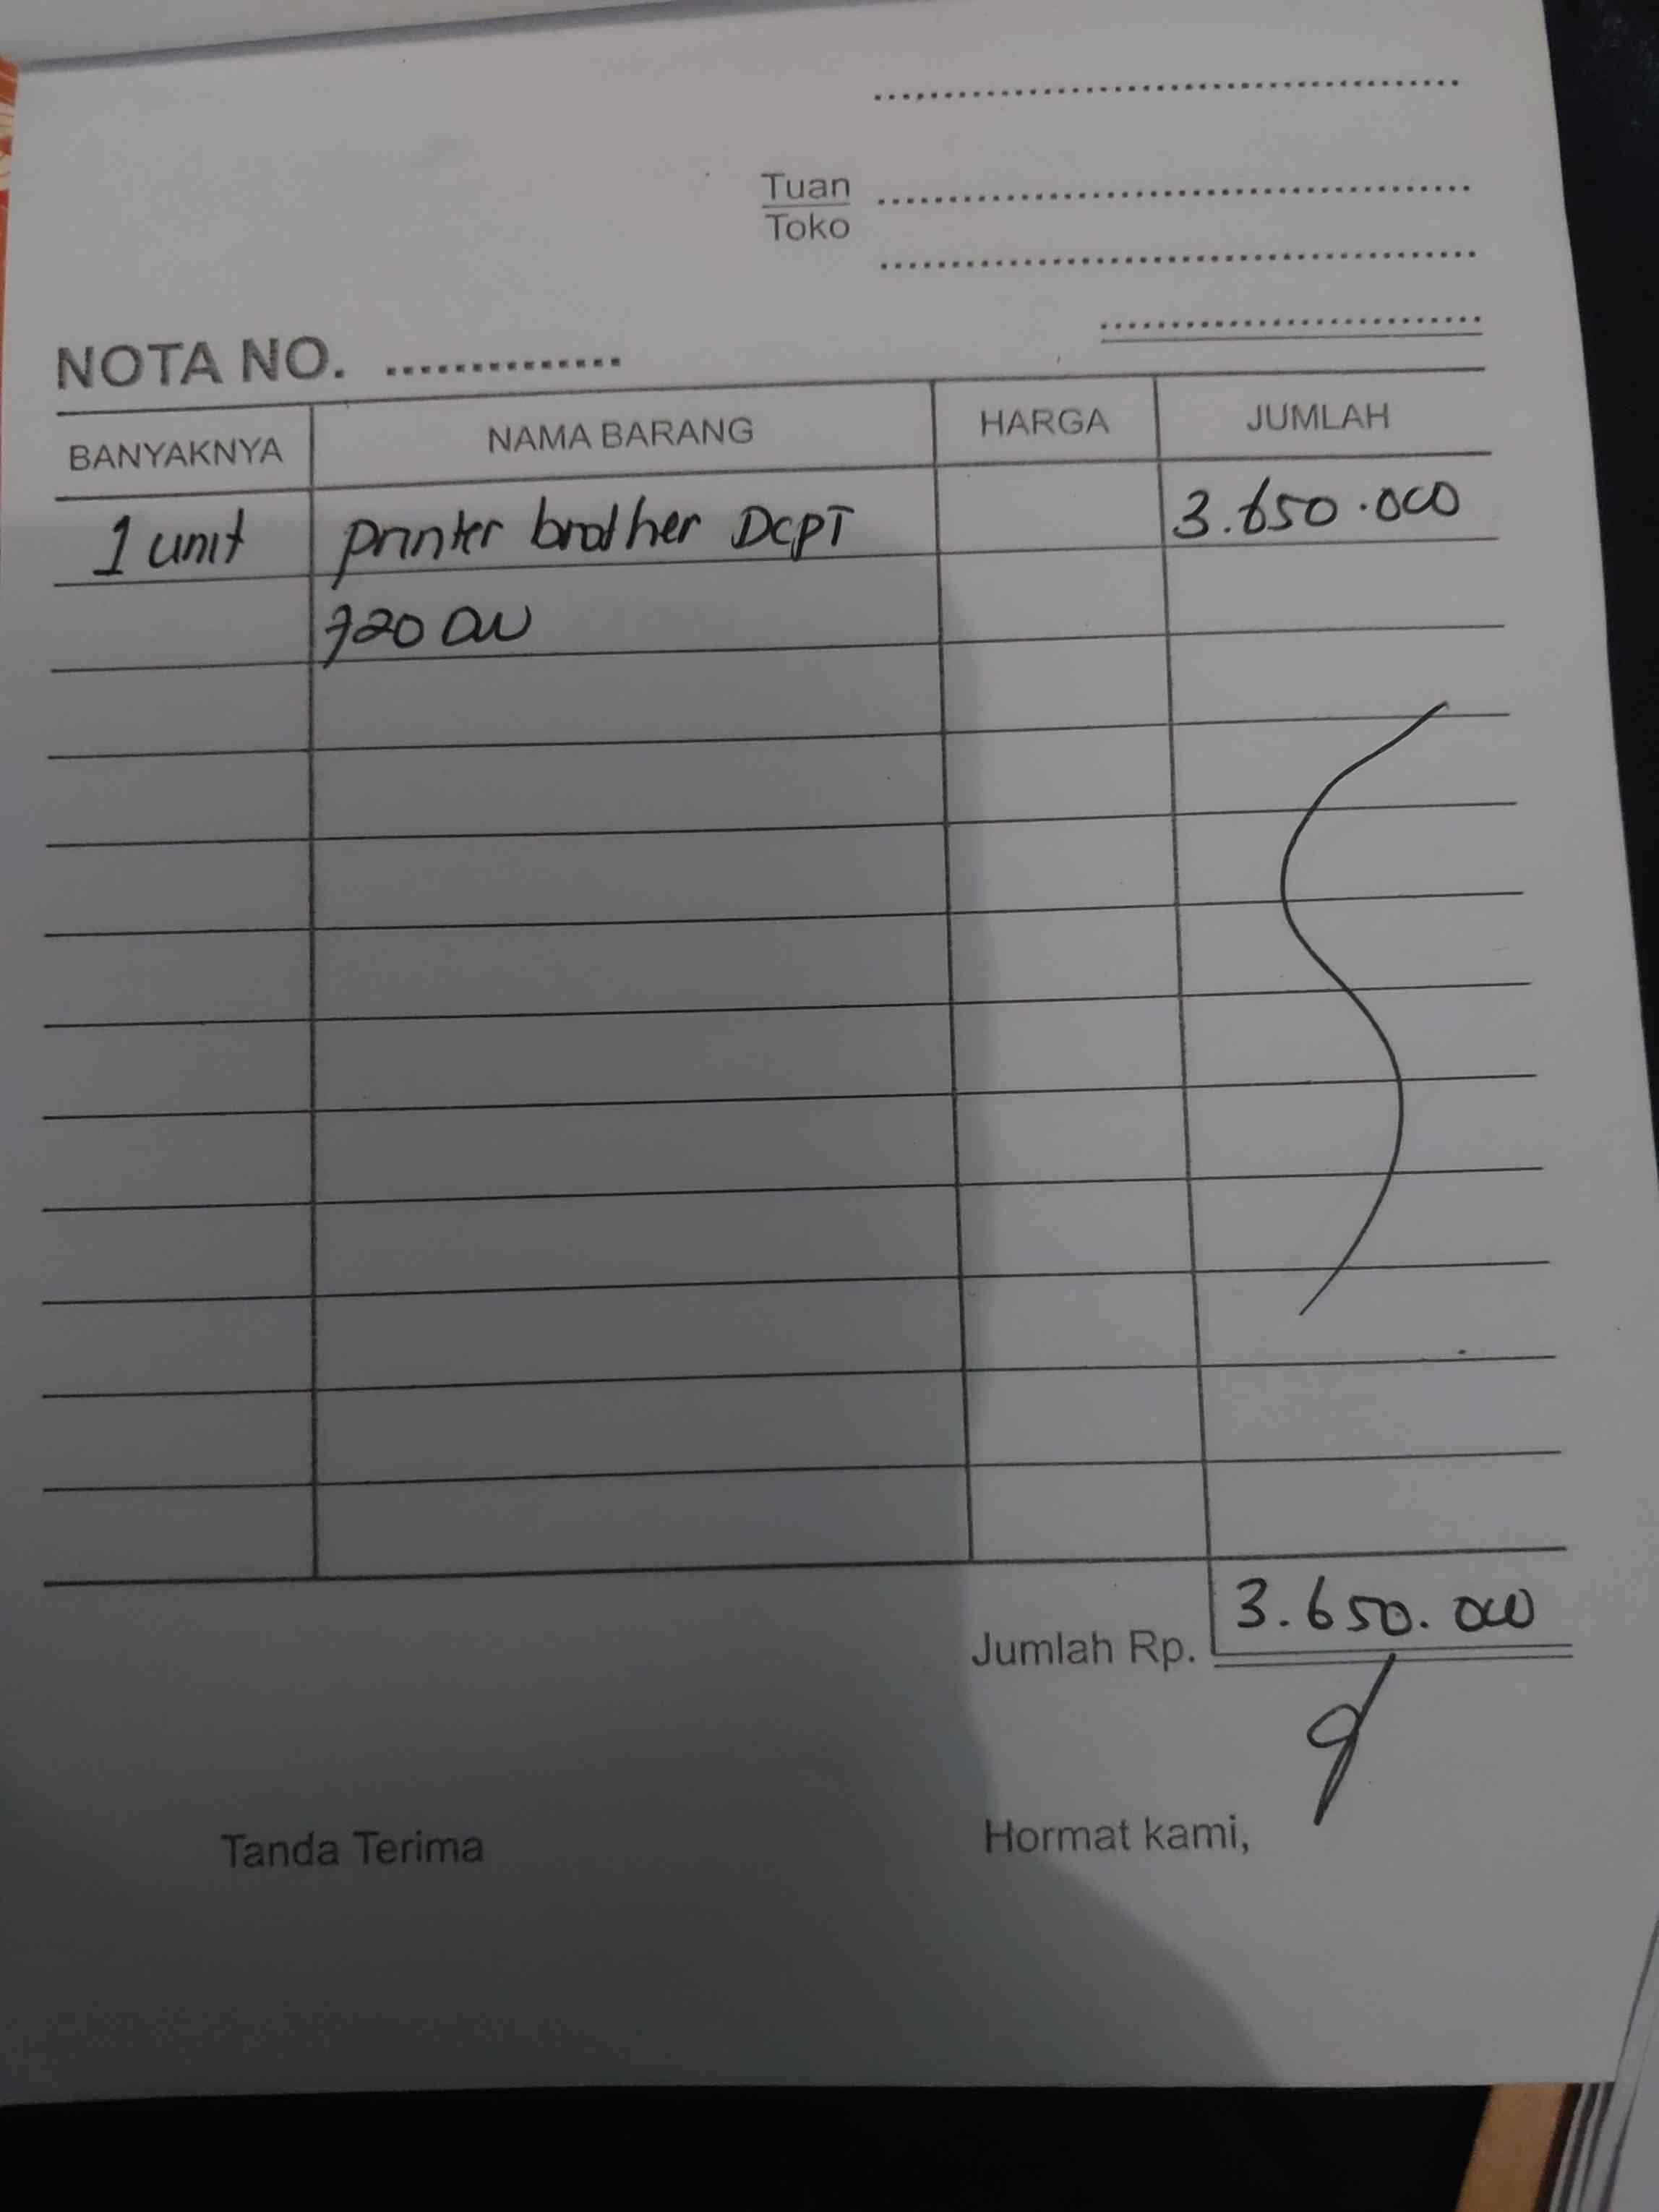 Tuan
Toko
NOTA NO. ..............
BANYAKNYA NAMA BARANG HARGA JUMLAH
1 unit printer brother DCPT 3.650.000
720 DW
Jumlah Rp. 3.650.000
Tanda Terima Hormat kami,